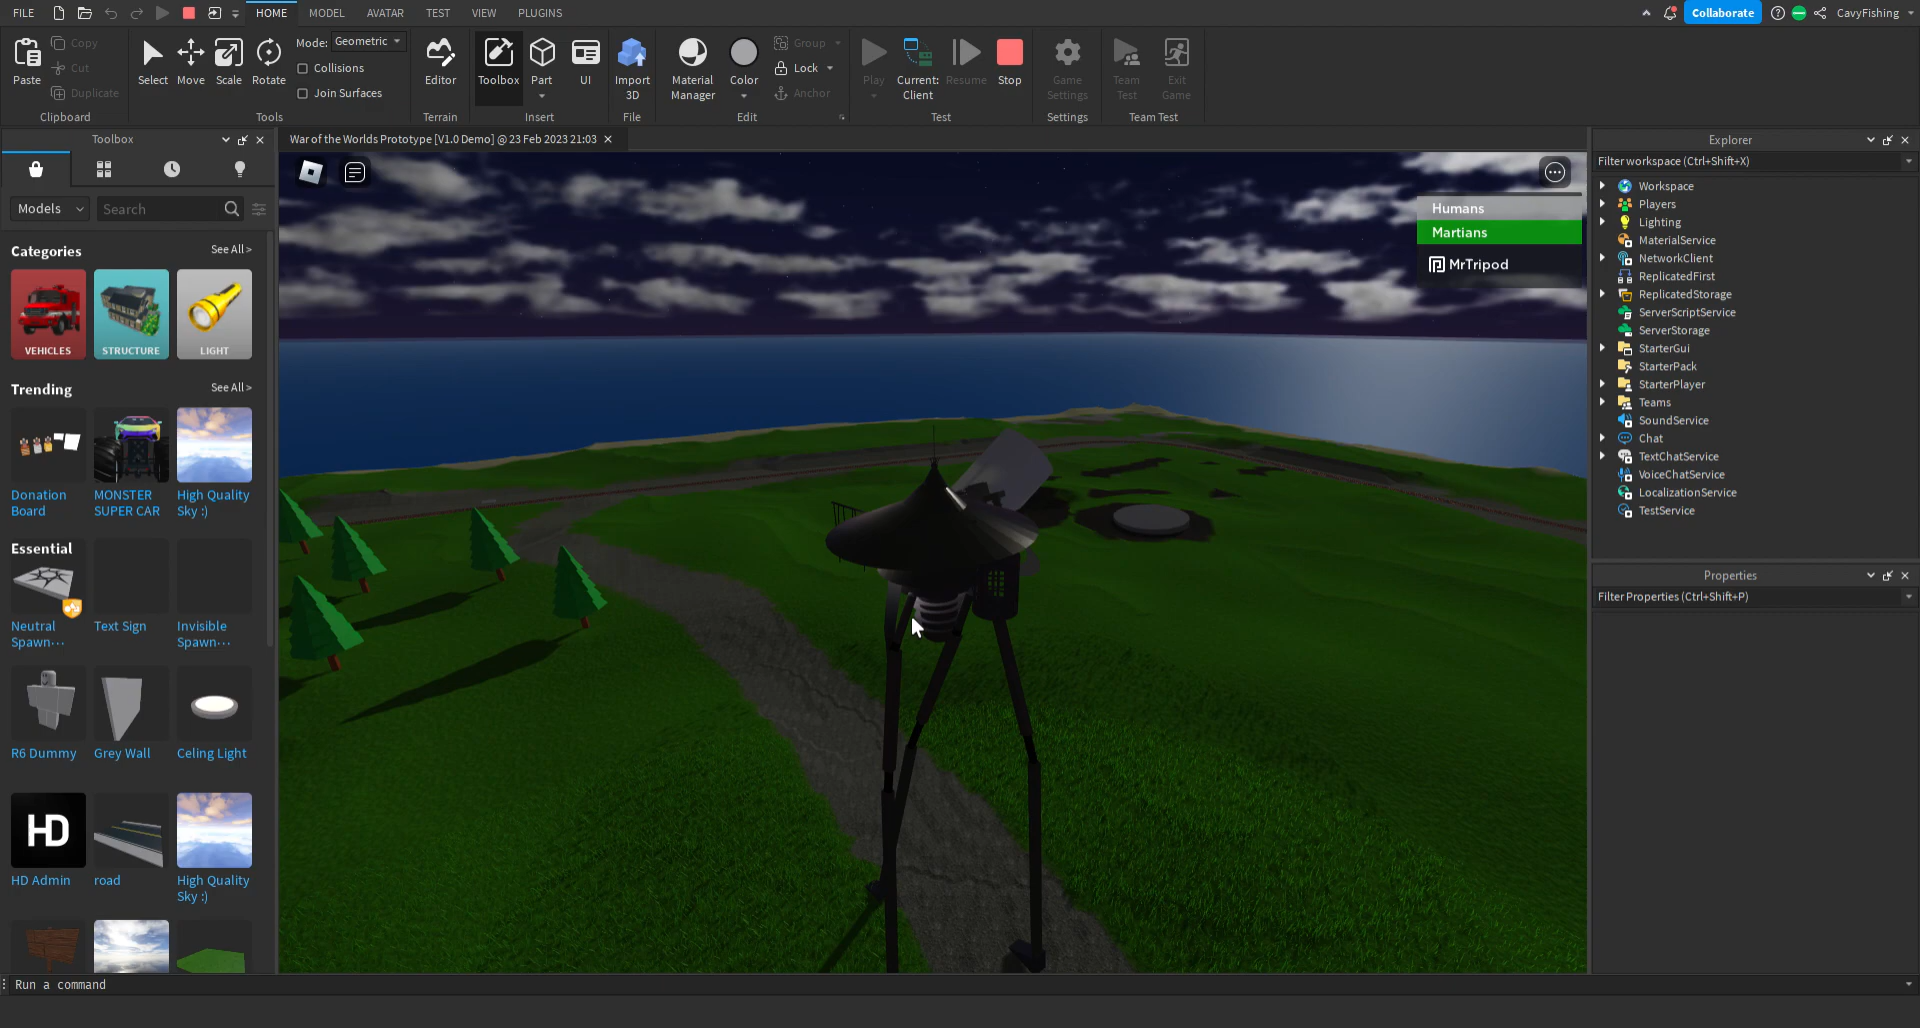 FILE
HOME
MODEL
AVATAR
TEST
VIEW
PLUGINS
Collaborate
CavyFishing
Paste
Copy
Cut
Duplicate
Clipboard
Select
Move
Scale
Rotate
Mode: Geometric
Collisions
Join Surfaces
Tools
Editor
Terrain
Toolbox
Part
UI
Insert
Import
3D
File
Material
Manager
Color
Group
Lock
Anchor
Edit
Play
Current:
Client
Resume
Stop
Test
Game
Settings
Settings
Team
Test
Exit
Game
Team Test
Toolbox
War of the Worlds Prototype [V1.0 Demo] @ 23 Feb 2023 21:03
Models
Search
Categories
See All >
VEHICLES
STRUCTURE
LIGHT
Trending
See All >
Donation
Board
MONSTER
SUPER CAR
High Quality
Sky :)
Essential
Neutral
Spawn...
Text Sign
Invisible
Spawn...
R6 Dummy
Grey Wall
Celing Light
HD
HD Admin
road
High Quality
Sky :)
Humans
Martians
MrTripod
Explorer
Filter workspace (Ctrl+Shift+X)
Workspace
Players
Lighting
MaterialService
NetworkClient
ReplicatedFirst
ReplicatedStorage
ServerScriptService
ServerStorage
StarterGui
StarterPack
StarterPlayer
Teams
SoundService
Chat
TextChatService
VoiceChatService
LocalizationService
TestService
Properties
Filter Properties (Ctrl+Shift+P)
Run a command